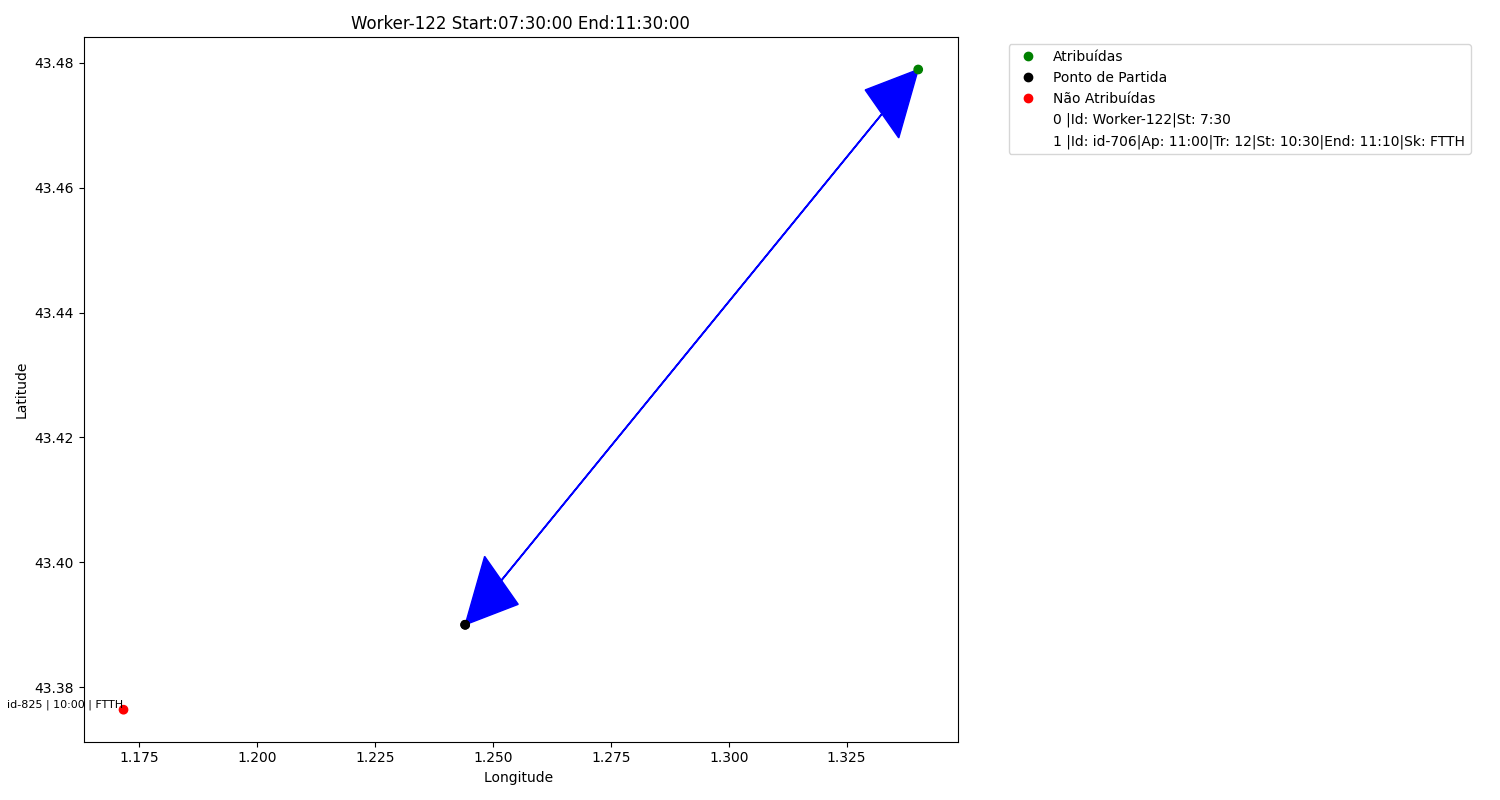 Worker-122 Start:07:30:00 End:11:30:00
43.48
43.46
43.44
43.42
43.40
43.38
Latitude
id-825 | 10:00 | FTTH
1.175
1.200
1.225
1.250
1.275
1.300
1.325
Longitude
Atribuídas
Ponto de Partida
Não Atribuídas
0 |Id: Worker-122|St: 7:30
1 |Id: id-706|Ap: 11:00|Tr: 12|St: 10:30|End: 11:10|Sk: FTTH